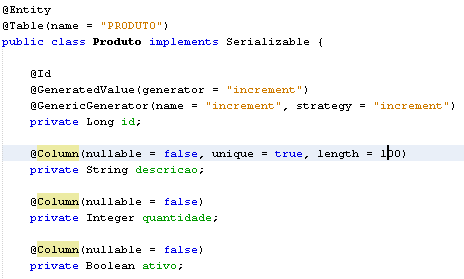 @Entity
@Table(name = "PRODUTO")
public class Produto implements Serializable {
@Id
@GeneratedValue(generator = "increment")
@GenericGenerator(name = "increment", strategy = "increment")
private Long id;
@Column(nullable = false, unique = true, length = 100)
private String descricao;
@Column(nullable = false)
private Integer quantidade;
@Column(nullable = false)
private Boolean ativo;